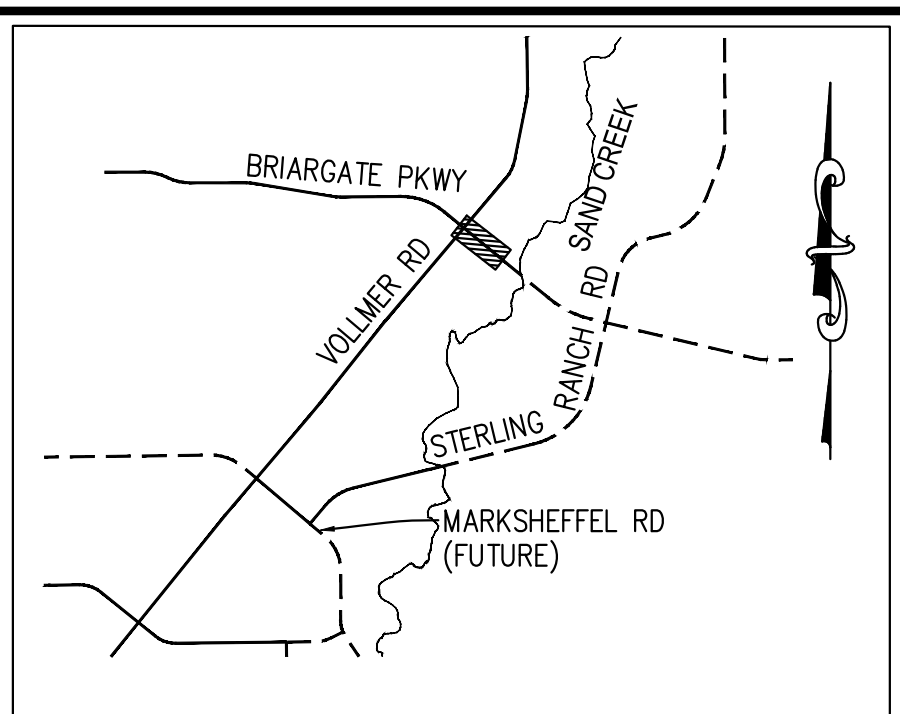 BRIARGATE PKWY
SAND CREEK
VOLLMER RD
RANCH RD
STERLING
MARKSHEFFEL RD
(FUTURE)